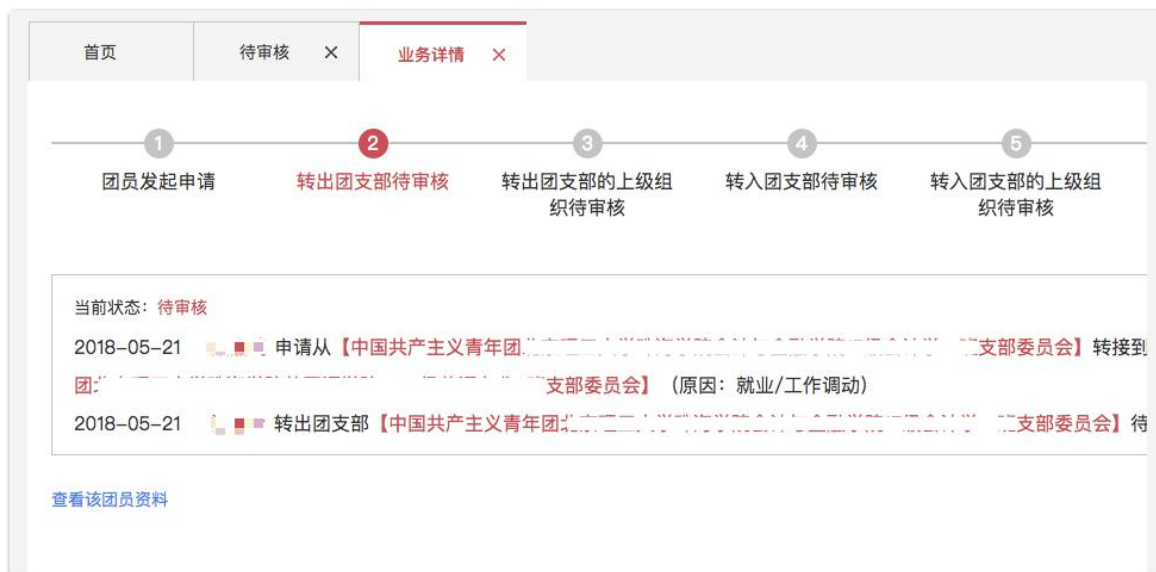 首页
待审核 ×
业务详情 ×
1
2
3
4
5
团员发起申请
转出团支部待审核
转出团支部的上级组
织待审核
转入团支部待审核
转入团支部的上级组
织待审核
当前状态：待审核
2018-05-21 申请从【中国共产主义青年团 支部委员会】转接到
团 支部委员会】（原因：就业/工作调动）
2018-05-21 转出团支部【中国共产主义青年团 支部委员会】待
查看该团员资料